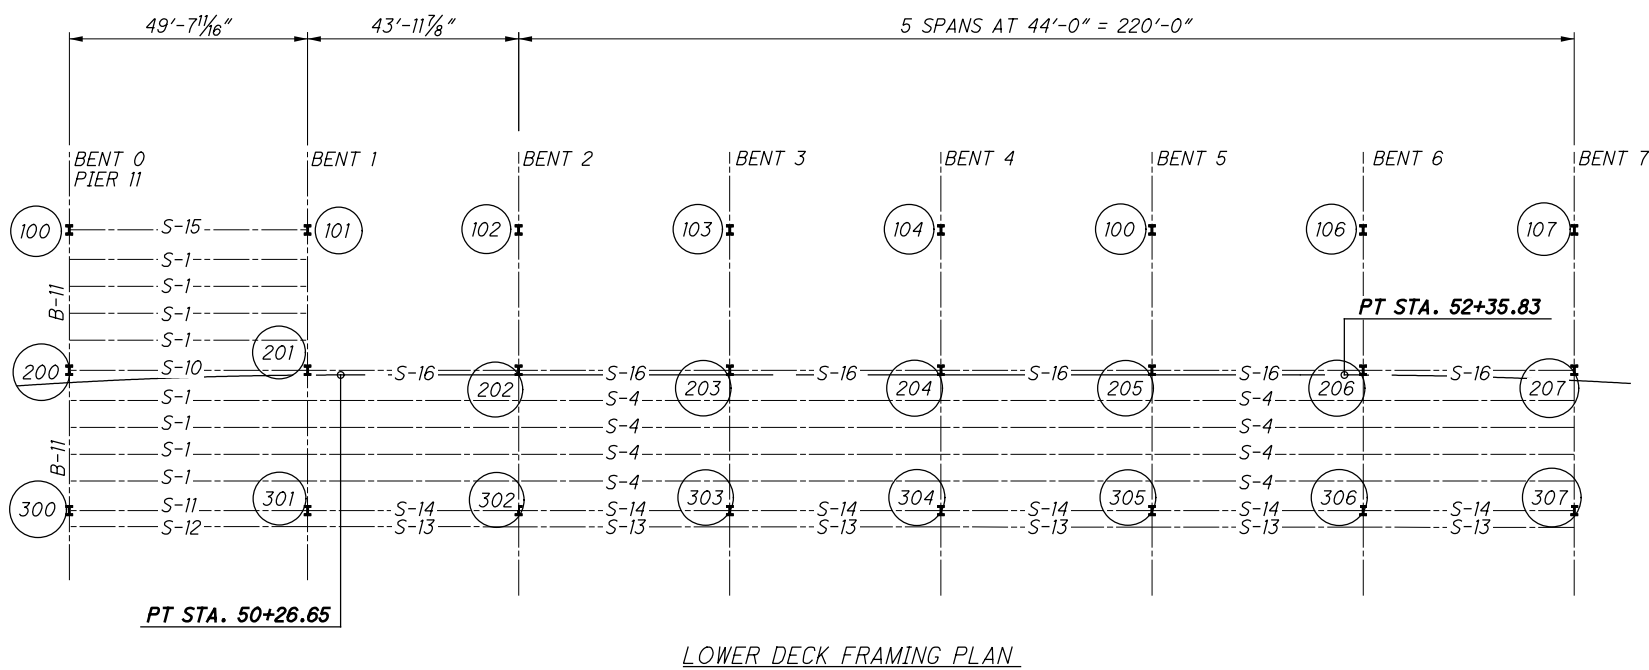 49'-7 11/16" 43'-11 7/8" 5 SPANS AT 44'-0" = 220'-0"
BENT 0 BENT 1 BENT 2 BENT 3 BENT 4 BENT 5 BENT 6 BENT 7
PIER 11
100 S-15 101 102 103 104 100 106 107
S-1
S-1
B-11
S-1
PT STA. 52+35.83
S-1
201
200 S-10 S-16 S-16 S-16 S-16 S-16 S-16
202 203 204 205 206 207
S-1 S-4 S-4
S-1 S-4 S-4
B-11
S-1 S-4 S-4
S-1 S-4 S-4
300 301 302 303 304 305 306 307
S-11 S-14 S-14 S-14 S-14 S-14 S-14
S-12 S-13 S-13 S-13 S-13 S-13 S-13
PT STA. 50+26.65
LOWER DECK FRAMING PLAN